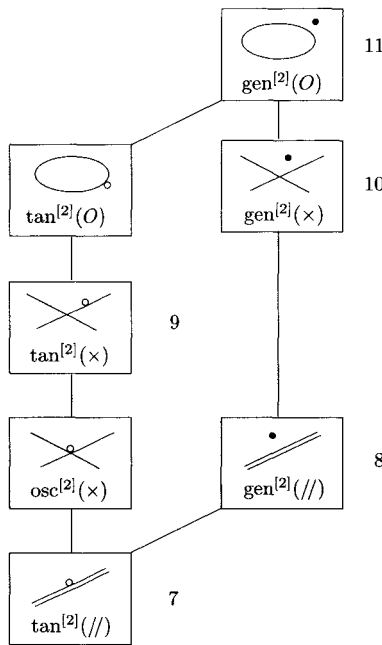 11
gen^{[2]}(O)
tan^{[2]}(O)
10
gen^{[2]}(×)
9
tan^{[2]}(×)
osc^{[2]}(×)
8
gen^{[2]}(//)
7
tan^{[2]}(//)